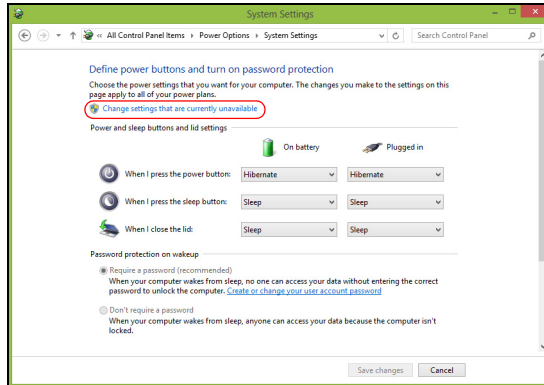 System Settings
« All Control Panel Items › Power Options › System Settings
Search Control Panel
Define power buttons and turn on password protection
Choose the power settings that you want for your computer. The changes you make to the settings on this
page apply to all of your power plans.
Change settings that are currently unavailable
Power and sleep buttons and lid settings
On battery Plugged in
When I press the power button: Hibernate Hibernate
When I press the sleep button: Sleep Sleep
When I close the lid: Sleep Sleep
Password protection on wakeup
Require a password (recommended)
When your computer wakes from sleep, no one can access your data without entering the correct
password to unlock the computer. Create or change your user account password
Don't require a password
When your computer wakes from sleep, anyone can access your data because the computer isn't
locked.
Save changes Cancel